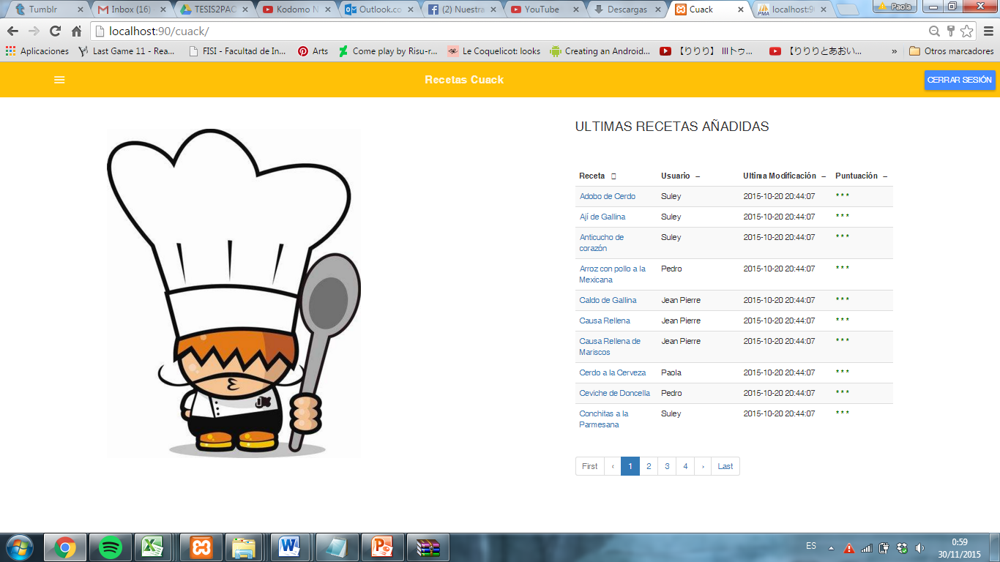 Tumblr
Inbox (16)
TESIS2PAC
Kodomo N
Outlook.co
(2) Nuestra
YouTube
Descargas
Cuack
PMA
localhost:9
Paola
localhost:90/cuack/
Aplicaciones
Last Game 11 - Rea...
FISI - Facultad de In...
Arts
Come play by Risu-r...
Le Coquelicot: looks
Creating an Android...
【りりり】 IIIトゥ...
【りりりとあおい...
»
Otros marcadores
Recetas Cuack
CERRAR SESIÓN
ULTIMAS RECETAS AÑADIDAS
Receta Usuario – Ultima Modificación – Puntuación –
Adobo de Cerdo Suley 2015-10-20 20:44:07 * * *
Ají de Gallina Suley 2015-10-20 20:44:07 * * *
Anticucho de Suley 2015-10-20 20:44:07 * * *
corazón
Arroz con pollo a la Pedro 2015-10-20 20:44:07 * * *
Mexicana
Caldo de Gallina Jean Pierre 2015-10-20 20:44:07 * * *
Causa Rellena Jean Pierre 2015-10-20 20:44:07 * * *
Causa Rellena de Jean Pierre 2015-10-20 20:44:07 * * *
Mariscos
Cerdo a la Cerveza Paola 2015-10-20 20:44:07 * * *
Ceviche de Doncella Pedro 2015-10-20 20:44:07 * * *
Conchitas a la Suley 2015-10-20 20:44:07 * * *
Parmesana
First ‹ 1 2 3 4 › Last
ES
0:59
30/11/2015